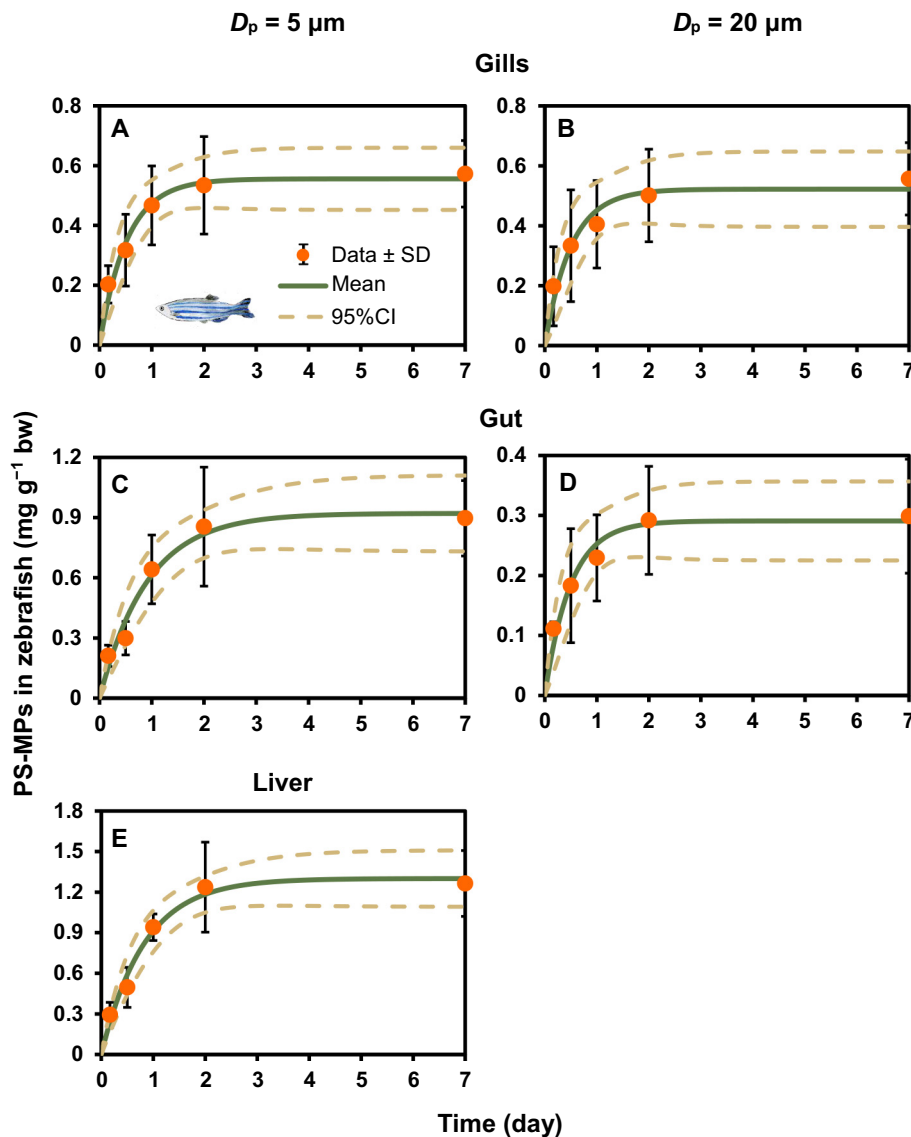 Dp = 5 μm
Dp = 20 μm
Gills
A
0.8
0.6
0.4
0.2
0
0 1 2 3 4 5 6 7
Data ± SD
Mean
95%CI
B
0.8
0.6
0.4
0.2
0
0 1 2 3 4 5 6 7
Gut
C
1.2
0.9
0.6
0.3
0
0 1 2 3 4 5 6 7
D
0.4
0.3
0.2
0.1
0
0 1 2 3 4 5 6 7
PS-MPs in zebrafish (mg g⁻¹ bw)
Liver
E
1.8
1.5
1.2
0.9
0.6
0.3
0
0 1 2 3 4 5 6 7
Time (day)